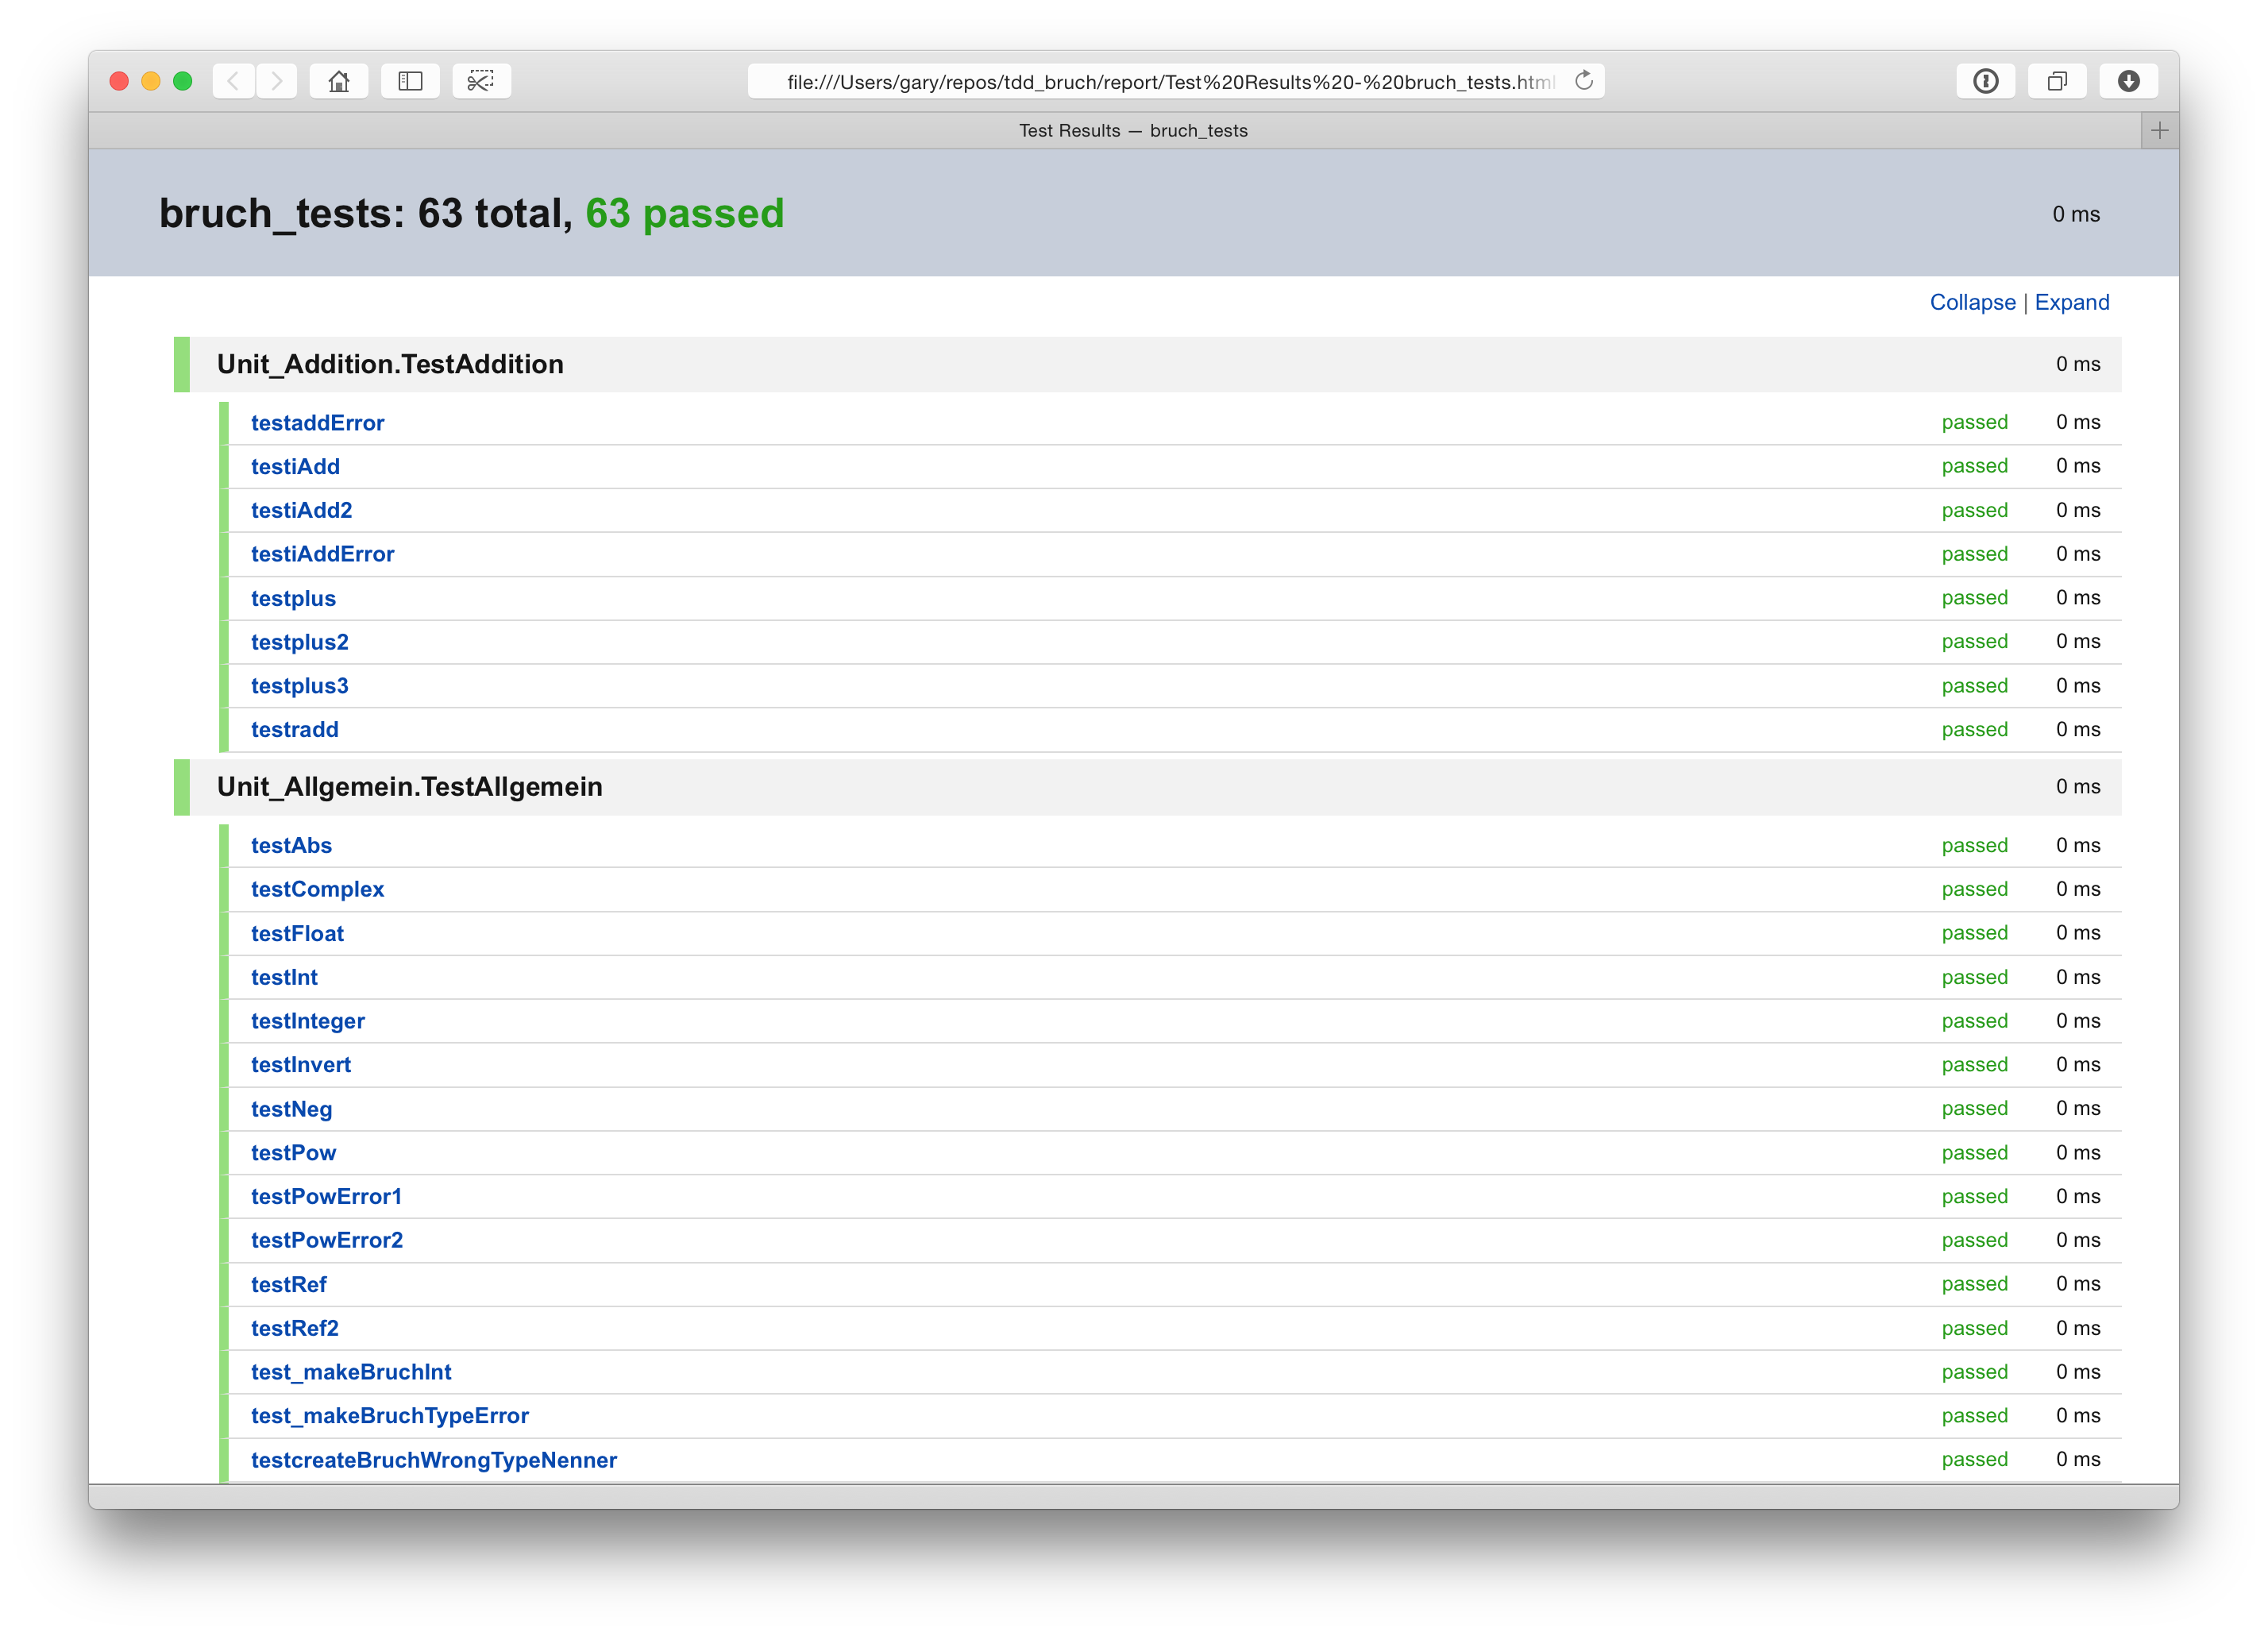 file:///Users/gary/repos/tdd_bruch/report/Test%20Results%20-%20bruch_tests.html
Test Results — bruch_tests
bruch_tests: 63 total, 63 passed 0 ms
Collapse | Expand
Unit_Addition.TestAddition 0 ms
testaddError passed 0 ms
testiAdd passed 0 ms
testiAdd2 passed 0 ms
testiAddError passed 0 ms
testplus passed 0 ms
testplus2 passed 0 ms
testplus3 passed 0 ms
testradd passed 0 ms
Unit_Allgemein.TestAllgemein 0 ms
testAbs passed 0 ms
testComplex passed 0 ms
testFloat passed 0 ms
testInt passed 0 ms
testInteger passed 0 ms
testInvert passed 0 ms
testNeg passed 0 ms
testPow passed 0 ms
testPowError1 passed 0 ms
testPowError2 passed 0 ms
testRef passed 0 ms
testRef2 passed 0 ms
test_makeBruchInt passed 0 ms
test_makeBruchTypeError passed 0 ms
testcreateBruchWrongTypeNenner passed 0 ms